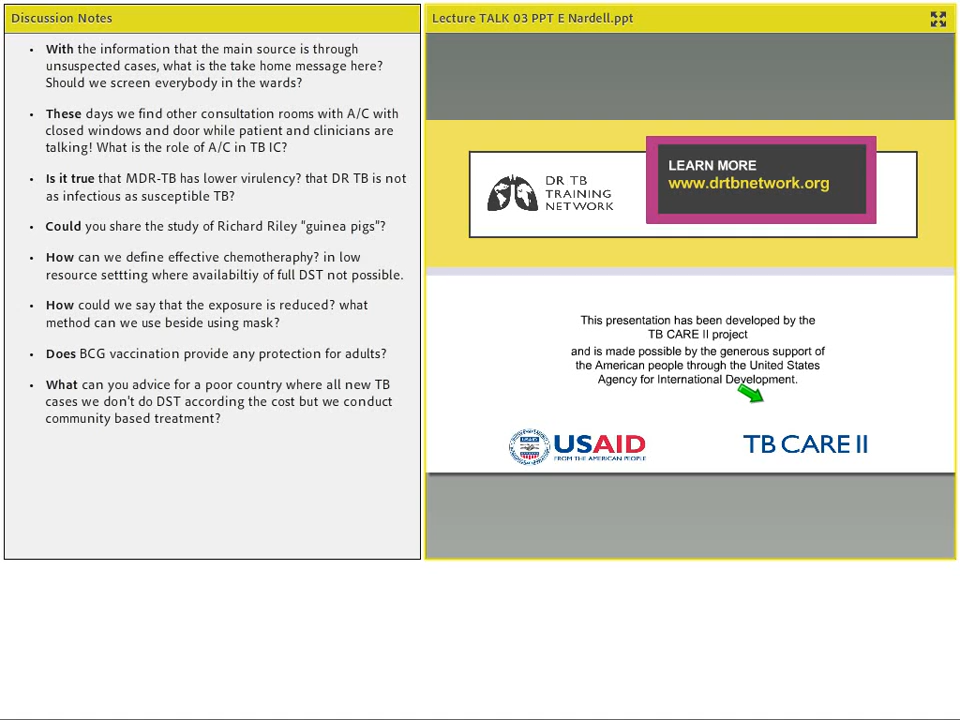 Discussion Notes
• With the information that the main source is through
unsuspected cases, what is the take home message here?
Should we screen everybody in the wards?
• These days we find other consultation rooms with A/C with
closed windows and door while patient and clinicians are
talking! What is the role of A/C in TB IC?
• Is it true that MDR-TB has lower virulency? that DR TB is not
as infectious as susceptible TB?
• Could you share the study of Richard Riley "guinea pigs"?
• How can we define effective chemotheraphy? in low
resource settting where availabiltiy of full DST not possible.
• How could we say that the exposure is reduced? what
method can we use beside using mask?
• Does BCG vaccination provide any protection for adults?
• What can you advice for a poor country where all new TB
cases we don't do DST according the cost but we conduct
community based treatment?
Lecture TALK 03 PPT E Nardell.ppt
DR TB
TRAINING
NETWORK
LEARN MORE
www.drtbnetwork.org
This presentation has been developed by the
TB CARE II project
and is made possible by the generous support of
the American people through the United States
Agency for International Development.
USAID
FROM THE AMERICAN PEOPLE
TB CARE II